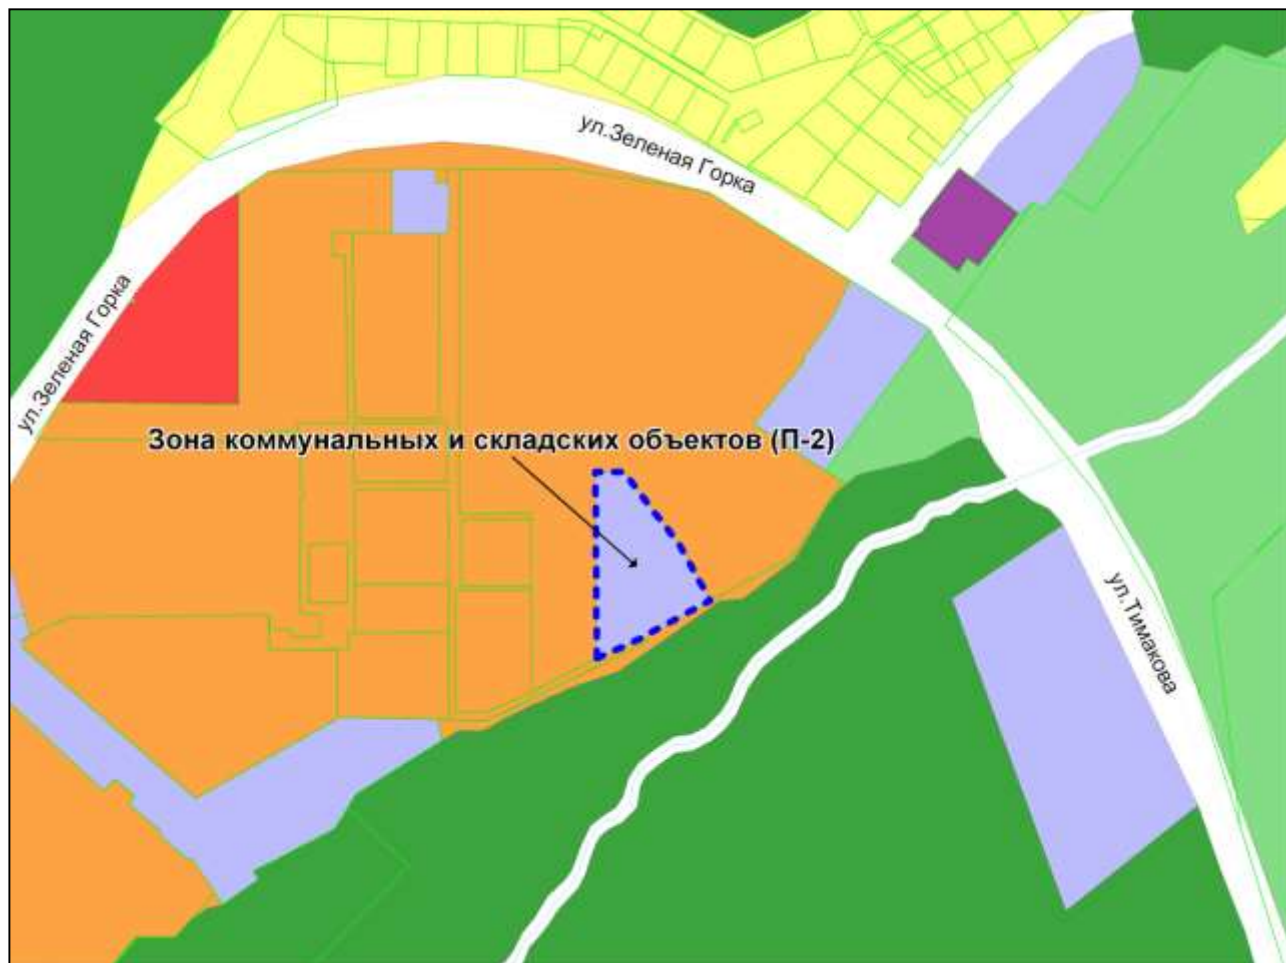 ул.Зеленая Горка
ул.Зеленая Горка
Зона коммунальных и складских объектов (П-2)
ул.Тимакова